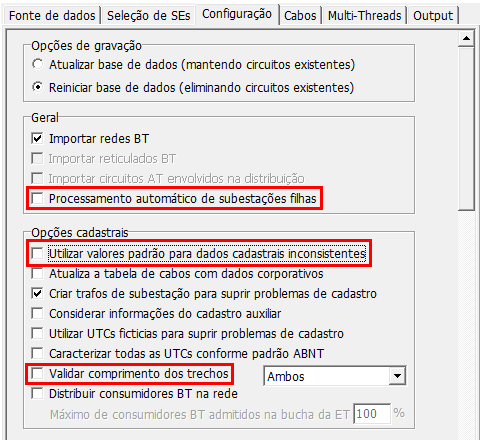 Fonte de dados Seleção de SEs Configuração Cabos Multi-Threads Output
Opções de gravação
Atualizar base de dados (mantendo circuitos existentes)
Reiniciar base de dados (eliminando circuitos existentes)
Geral
Importar redes BT
Importar reticulados BT
Importar circuitos AT envolvidos na distribuição
Processamento automático de subestações filhas
Opções cadastrais
Utilizar valores padrão para dados cadastrais inconsistentes
Atualiza a tabela de cabos com dados corporativos
Criar trafos de subestação para suprir problemas de cadastro
Considerar informações do cadastro auxiliar
Utilizar UTCs ficticias para suprir problemas de cadastro
Caracterizar todas as UTCs conforme padrão ABNT
Validar comprimento dos trechos Ambos
Distribuir consumidores BT na rede
Máximo de consumidores BT admitidos na bucha da ET 100 %